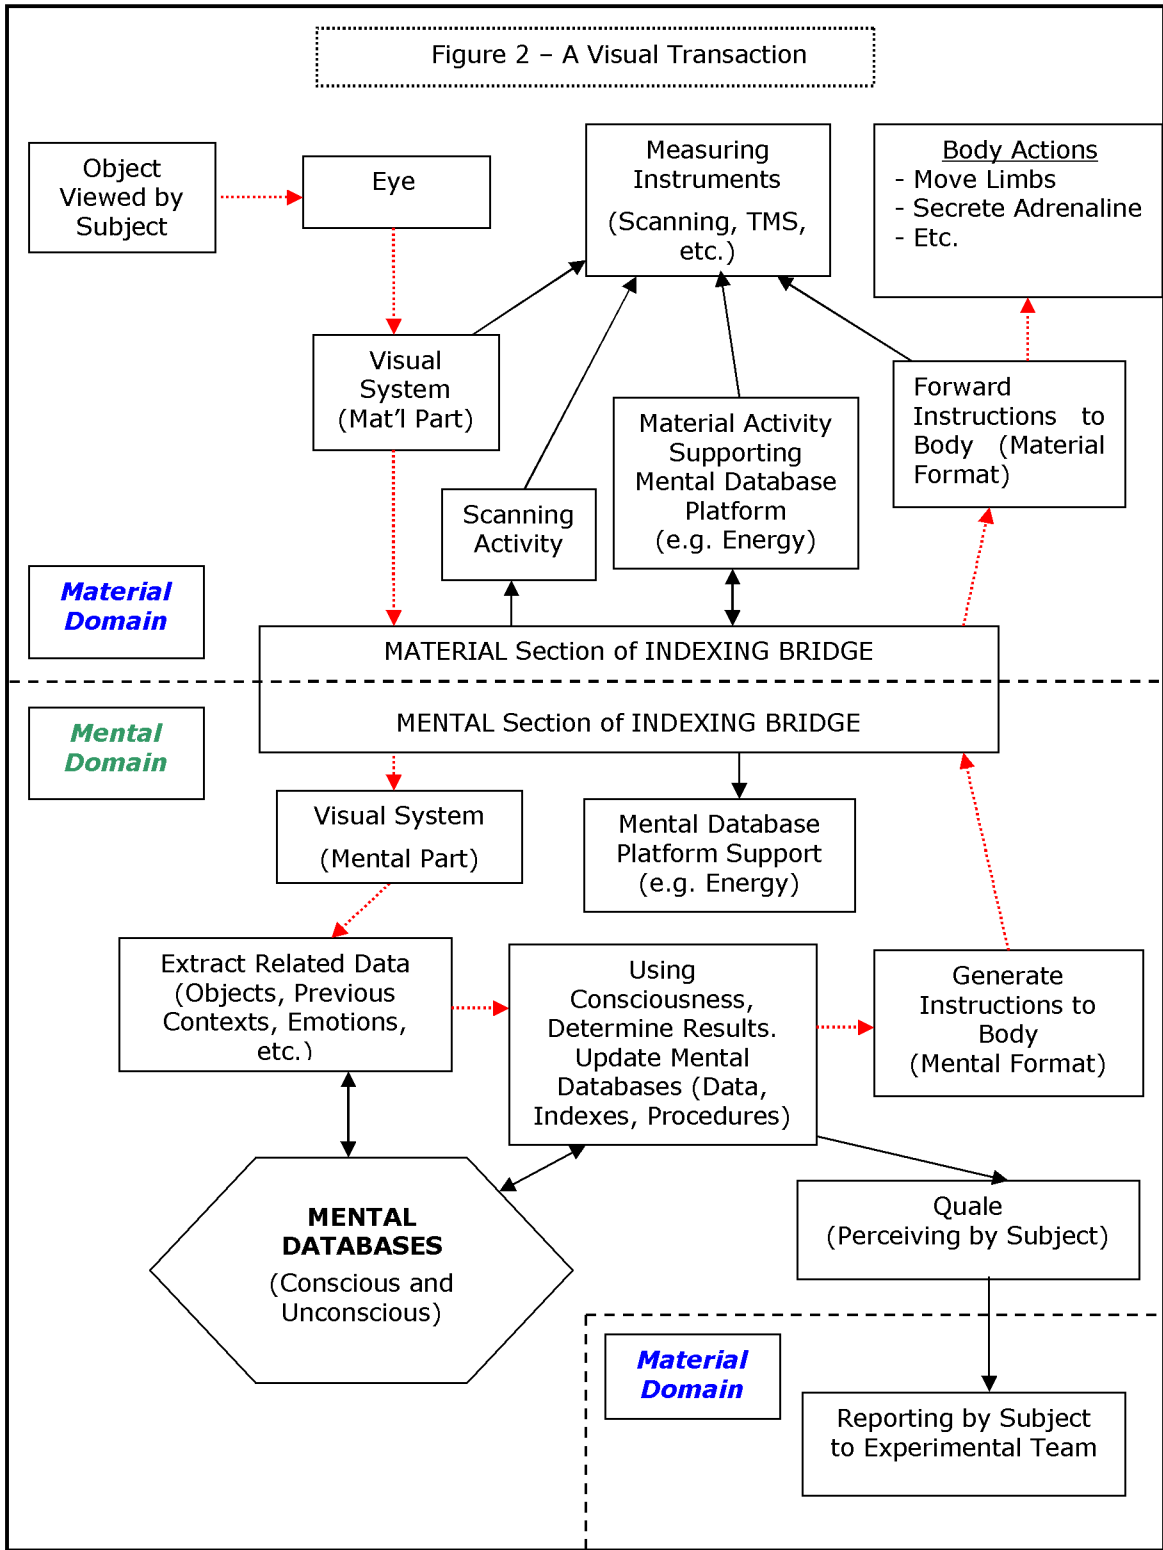 Figure 2 – A Visual Transaction
Object
Viewed by
Subject
Eye
Measuring
Instruments
(Scanning, TMS,
etc.)
Body Actions
- Move Limbs
- Secrete Adrenaline
- Etc.
Visual
System
(Mat'l Part)
Scanning
Activity
Material Activity
Supporting
Mental Database
Platform
(e.g. Energy)
Forward
Instructions to
Body (Material
Format)
Material
Domain
MATERIAL Section of INDEXING BRIDGE
Mental
Domain
MENTAL Section of INDEXING BRIDGE
Visual System
(Mental Part)
Mental Database
Platform Support
(e.g. Energy)
Extract Related Data
(Objects, Previous
Contexts, Emotions,
etc.)
Using
Consciousness,
Determine Results.
Update Mental
Databases (Data,
Indexes, Procedures)
Generate
Instructions to
Body
(Mental Format)
MENTAL
DATABASES
(Conscious and
Unconscious)
Quale
(Perceiving by Subject)
Material
Domain
Reporting by Subject
to Experimental Team